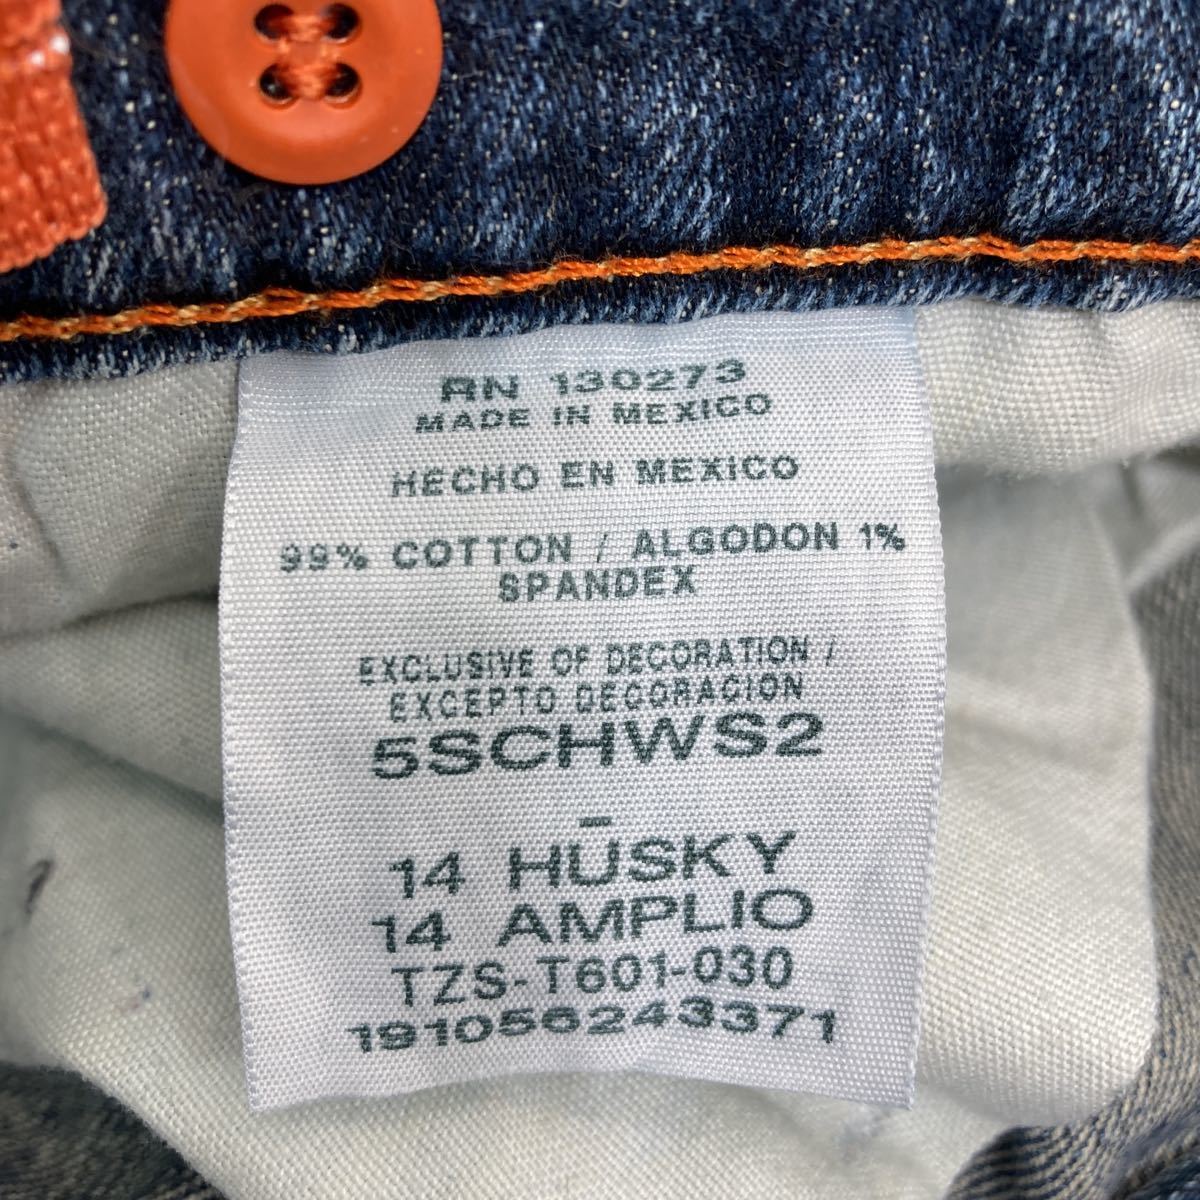 RN 130273
MADE IN MEXICO
HECHO EN MEXICO
99% COTTON / ALGODON 1%
SPANDEX
EXCLUSIVE OF DECORATION /
EXCEPTO DECORACION
5SCHWS2
-
14 HŪSKY
14 AMPLIO
TZS-T601-030
191056243371